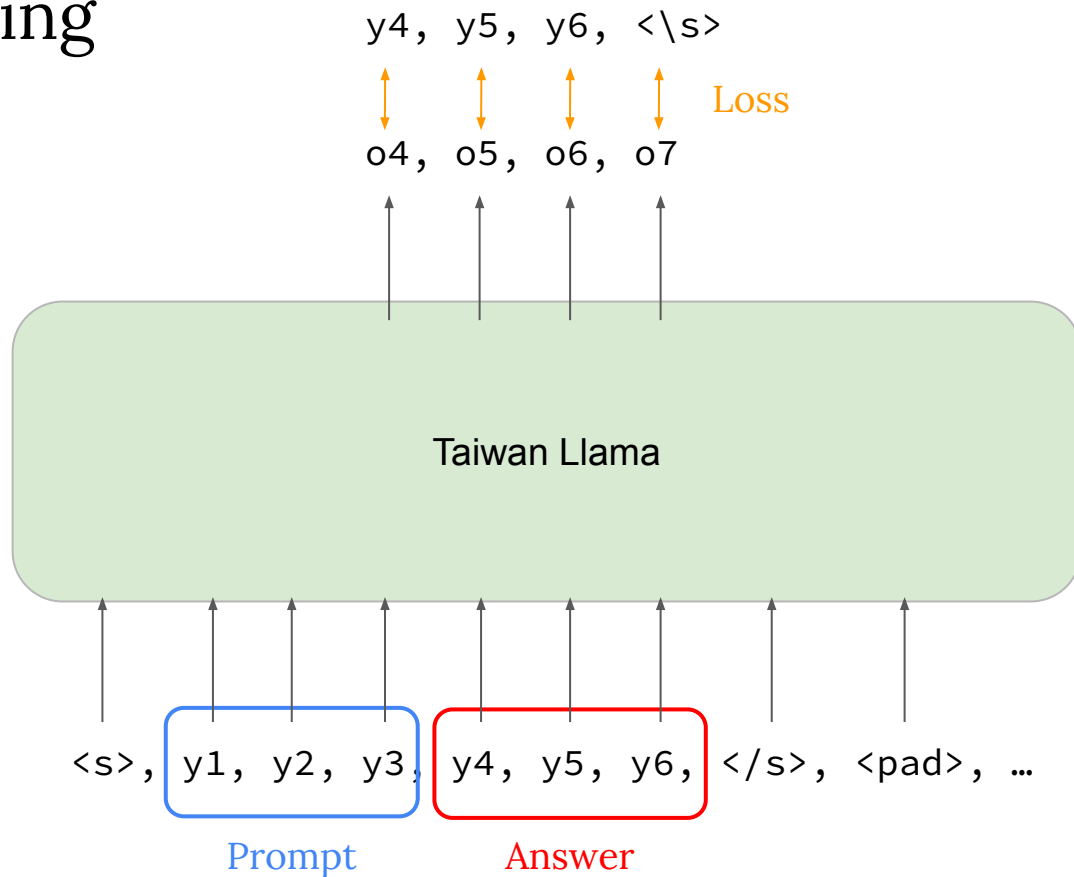 ing
y4, y5, y6, <\s>
Loss
o4, o5, o6, o7
Taiwan Llama
<s>, y1, y2, y3, y4, y5, y6, </s>, <pad>, …
Prompt Answer